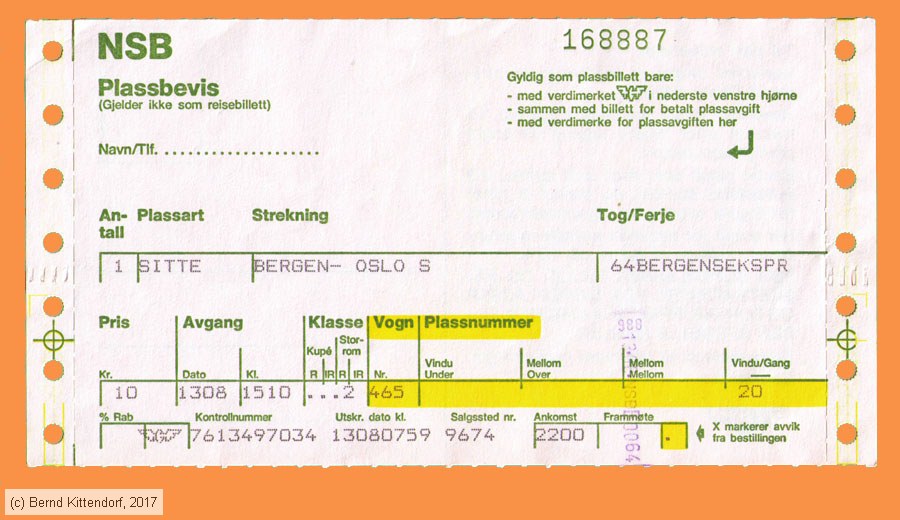 NSB
168887
Plassbevis
(Gjelder ikke som reisebillett)
Gyldig som plassbillett bare:
- med verdimerket i nederste venstre hjørne
- sammen med billett for betalt plassavgift
- med verdimerke for plassavgiften her
Navn/Tlf. ....................
An-tall Plassart Strekning Tog/Ferje
1 SITTE BERGEN- OSLO S 64BERGENSEKSPR
Pris Avgang Klasse Vogn Plassnummer
Kupé Stor-rom
Kr. Dato Kl. R IR R IR Nr. Vindu Under Mellom Over Mellom Mellom Vindu/Gang
10 1308 1510 ...2 465 20
% Rab Kontrollnummer Utskr. dato kl. Salgssted nr. Ankomst Frammøte
7613497034 13080759 9674 2200 .
X markerer avvik
fra bestillingen
(c) Bernd Kittendorf, 2017